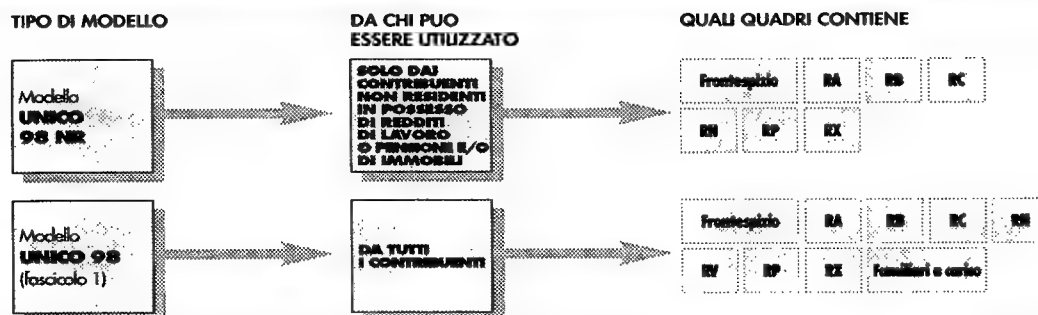 TIPO DI MODELLO
DA CHI PUO
ESSERE UTILIZZATO
QUALI QUADRI CONTIENE
Modello
UNICO
98 NR
SOLO DAI
CONTRIBUENTI
NON RESIDENTI
IN POSSESSO
DI REDDITI
DI LAVORO
O PENSIONE E/O
DI IMMOBILI
Frontespizio RA RB RC
RN RP RX
Modello
UNICO 98
(fascicolo 1)
DA TUTTI
I CONTRIBUENTI
Frontespizio RA RB RC RN
RV RP RX Familiari a carico